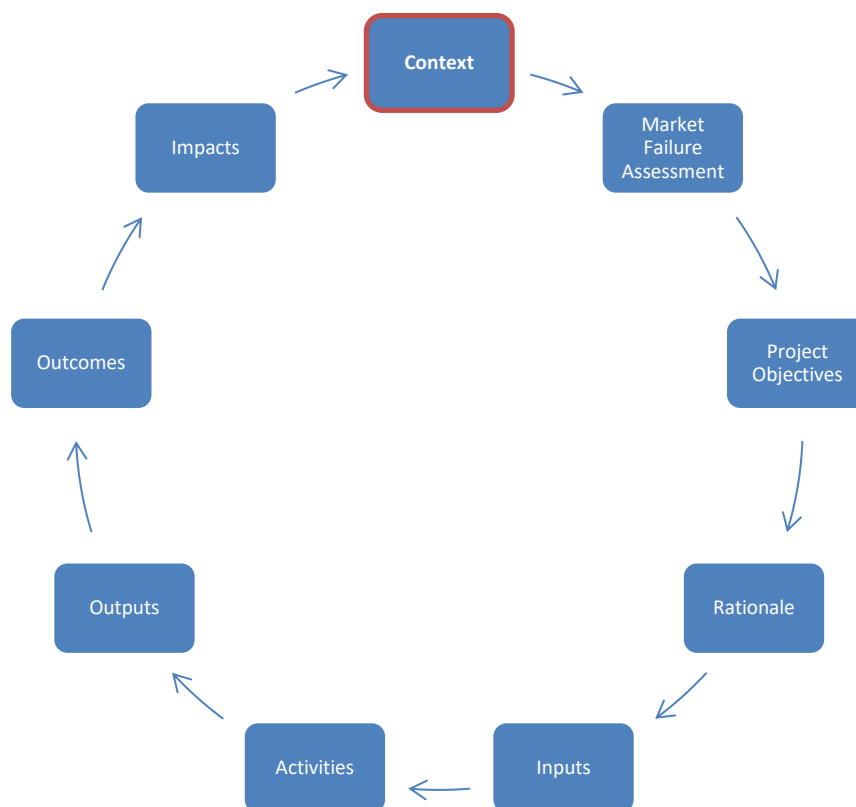 Context
Market
Failure
Assessment
Project
Objectives
Rationale
Inputs
Activities
Outputs
Outcomes
Impacts